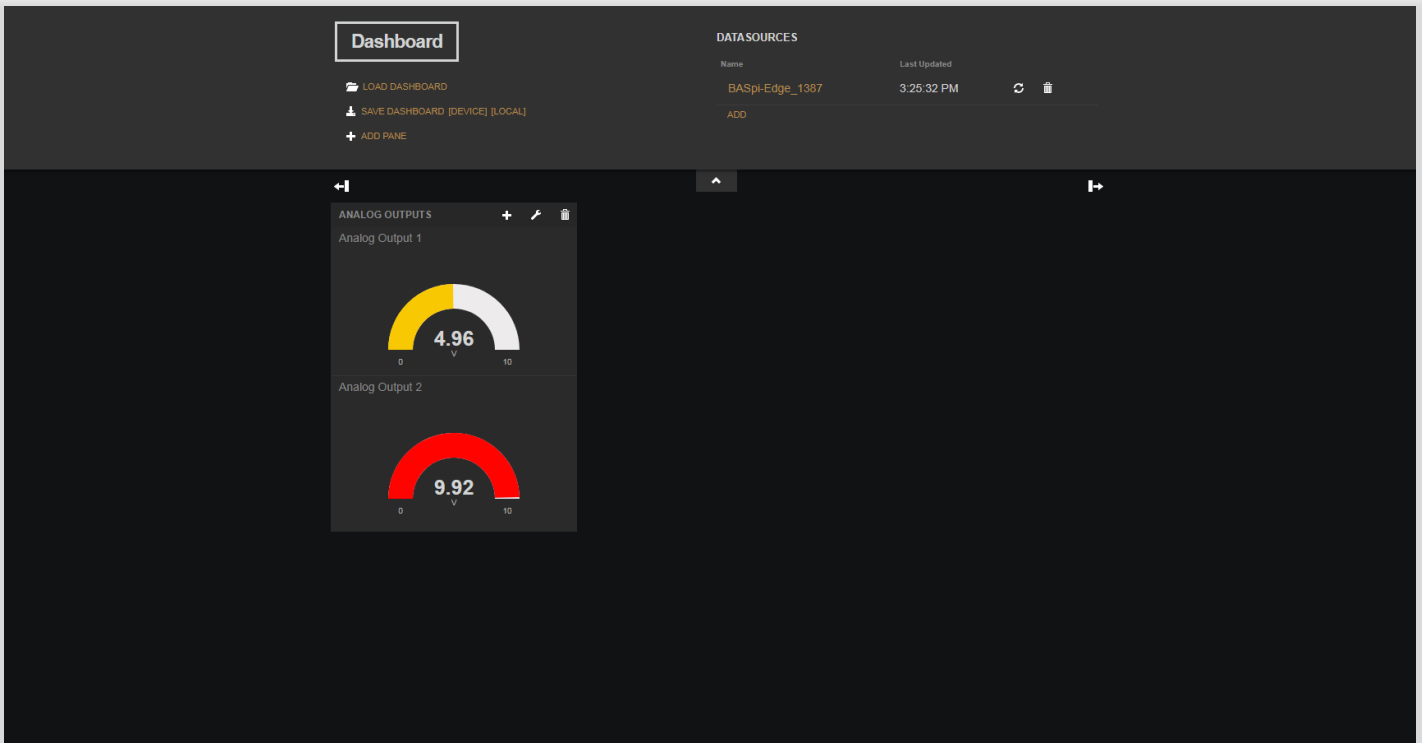 Dashboard
LOAD DASHBOARD
SAVE DASHBOARD [DEVICE] [LOCAL]
ADD PANE
DATASOURCES
Name Last Updated
BASpi-Edge_1387 3:25:32 PM
ADD
ANALOG OUTPUTS
Analog Output 1
4.96
V
0 10
Analog Output 2
9.92
V
0 10